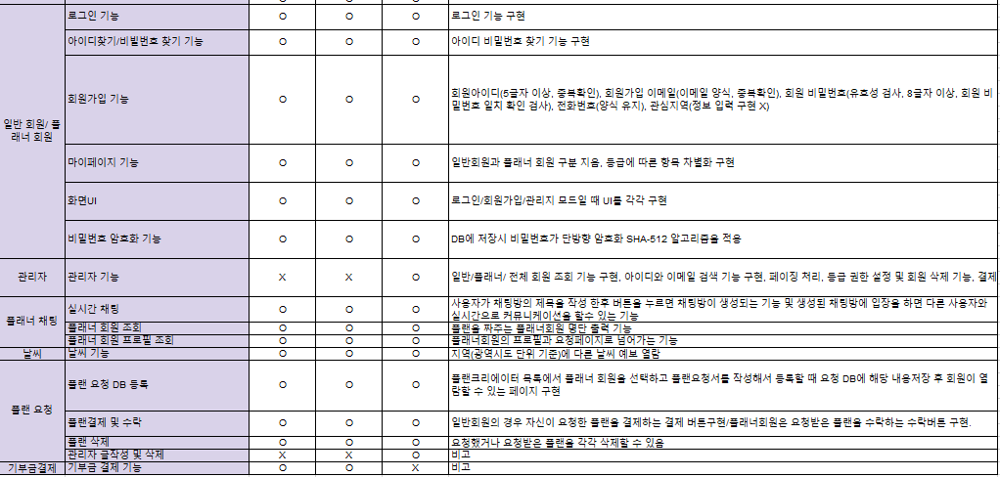 로그인 기능 O O O 로그인 기능 구현
아이디찾기/비빌번호 찾기 기능 O O O 아이디 비밀번호 찾기 기능 구현
일반 회원/ 플
래너 회원
회원가입 기능 O O O 회원아이디(5글자 이상, 중복확인), 회원가입 이메일(이메일 양식, 중복확인), 회원 비밀번호(유효성 검사, 8글자 이상, 회원 비
밀번호 일치 확인 검사), 전화번호(양식 유지), 관심지역(정보 입력 구현 X)
마이페이지 기능 O O O 일반회원과 플래너 회원 구분 지음, 등급에 따른 항목 차별화 구현
화면UI O O O 로그인/회원가입/관리지 모드일 때 UI를 각각 구현
비밀번호 암호화 기능 O O O DB에 저장시 비밀번호가 단방향 암호화 SHA-512 알고리즘을 적용
관리자 관리자 기능 X X O 일반/플래너/ 전체 회원 조회 기능 구현, 아이디와 이메일 검색 기능 구현, 페이징 처리, 등급 권한 설정 및 회원 삭제 기능, 결제
플래너 채팅
실시간 채팅 O O O 사용자가 채팅방의 제목을 작성 한후 버튼을 누르면 채팅방이 생성되는 기능 및 생성된 채팅방에 입장을 하면 다른 사용자와
실시간으로 커뮤니케이션을 할수 있는 기능
플래너 회원 조회 O O O 플랜을 짜주는 플래너회원 명단 출력 기능
플래너 회원 프로필 조회 O O O 플래너회원의 프로필과 요청페이지로 넘어가는 기능
날씨 날씨 기능 O O O 지역(광역시도 단위 기준)에 다른 날씨 예보 열람
플랜 요청
플랜 요청 DB 등록 O O O 플랜크리에이터 목록에서 플래너 회원을 선택하고 플랜요청서를 작성해서 등록할 때 요청 DB에 해당 내용저장 후 회원이 열
람할 수 있는 페이지 구현
플랜결제 및 수락 O O O 일반회원의 경우 자신이 요청한 플랜을 결제하는 결제 버튼구현/플래너회원은 요청받은 플랜을 수락하는 수락버튼 구현.
플랜 삭제 O O O 요청했거나 요청받은 플랜을 각각 삭제할 수 있음
관리자 글작성 및 삭제 X X O 비고
기부금결제 기부금 결제 기능 O O X 비고